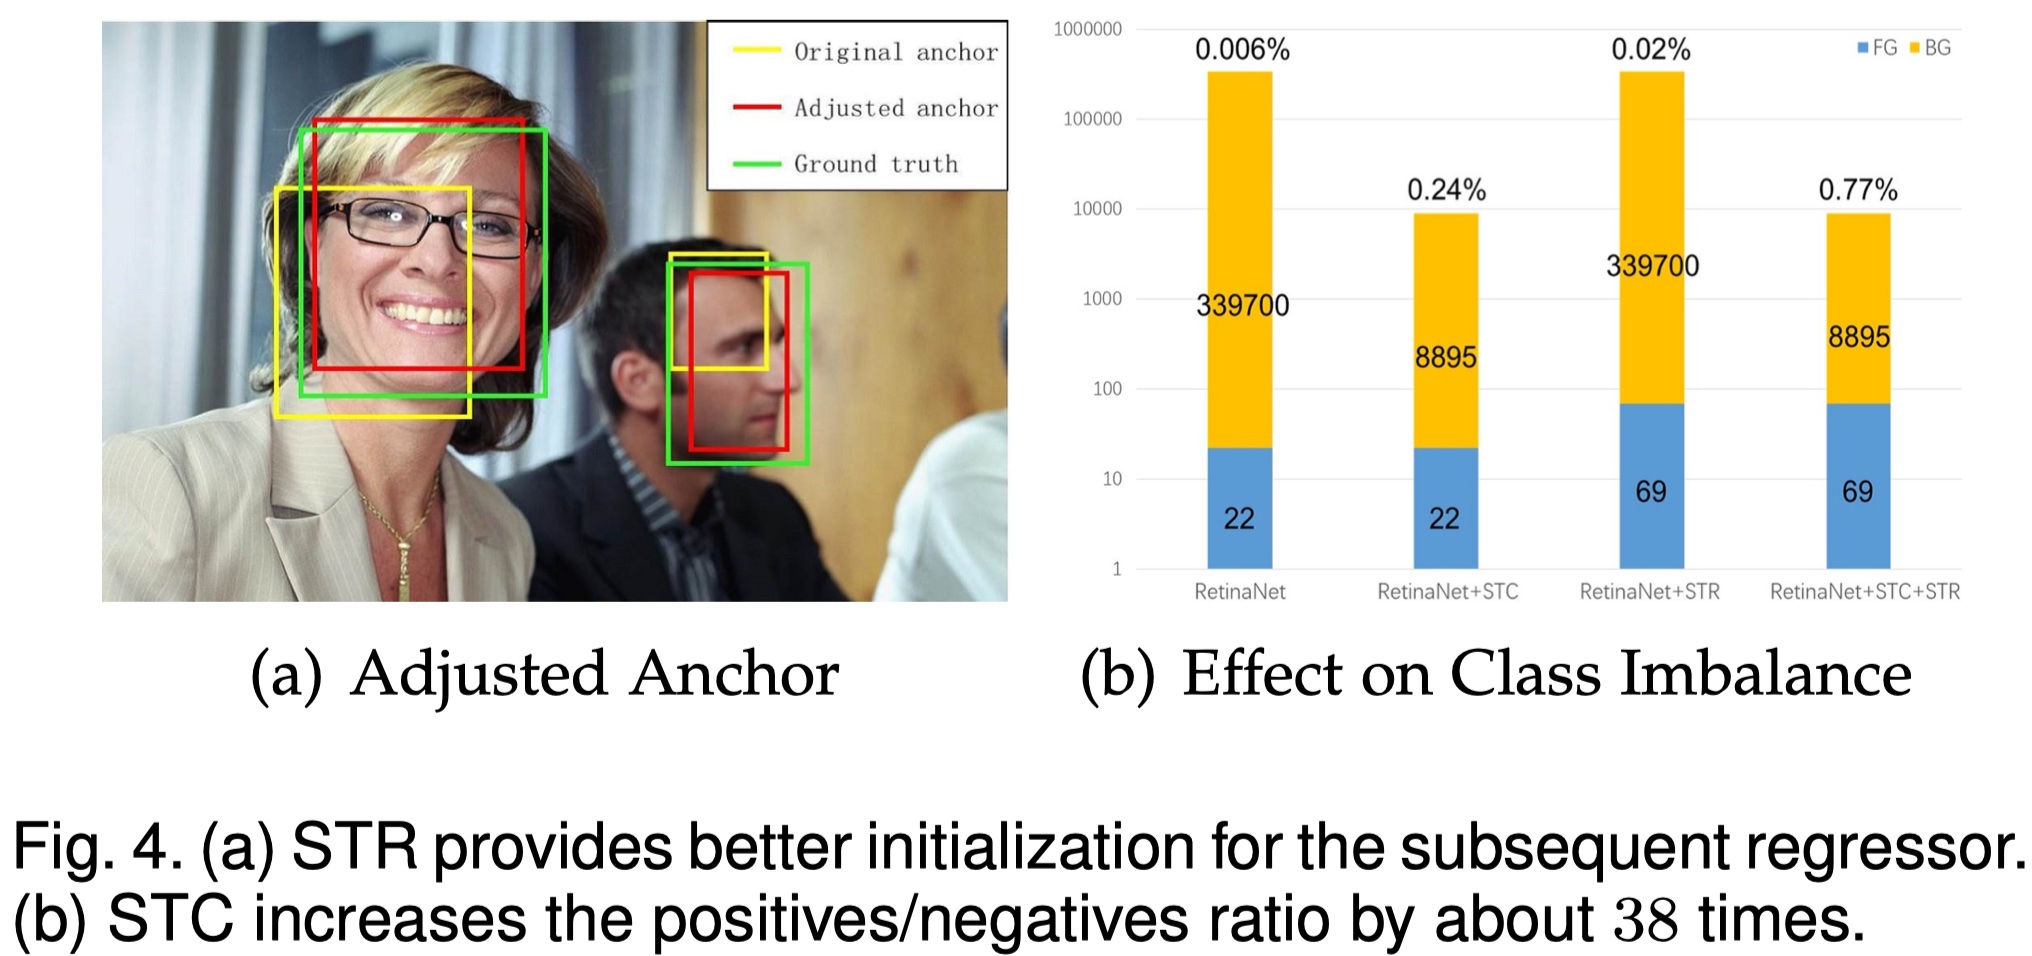 Original anchor
Adjusted anchor
Ground truth
1000000
100000
10000
1000
100
10
1
FG BG
0.006%
0.24%
0.02%
0.77%
339700
8895
339700
8895
22
22
69
69
RetinaNet
RetinaNet+STC
RetinaNet+STR
RetinaNet+STC+STR
(a) Adjusted Anchor
(b) Effect on Class Imbalance
Fig. 4. (a) STR provides better initialization for the subsequent regressor.
(b) STC increases the positives/negatives ratio by about 38 times.